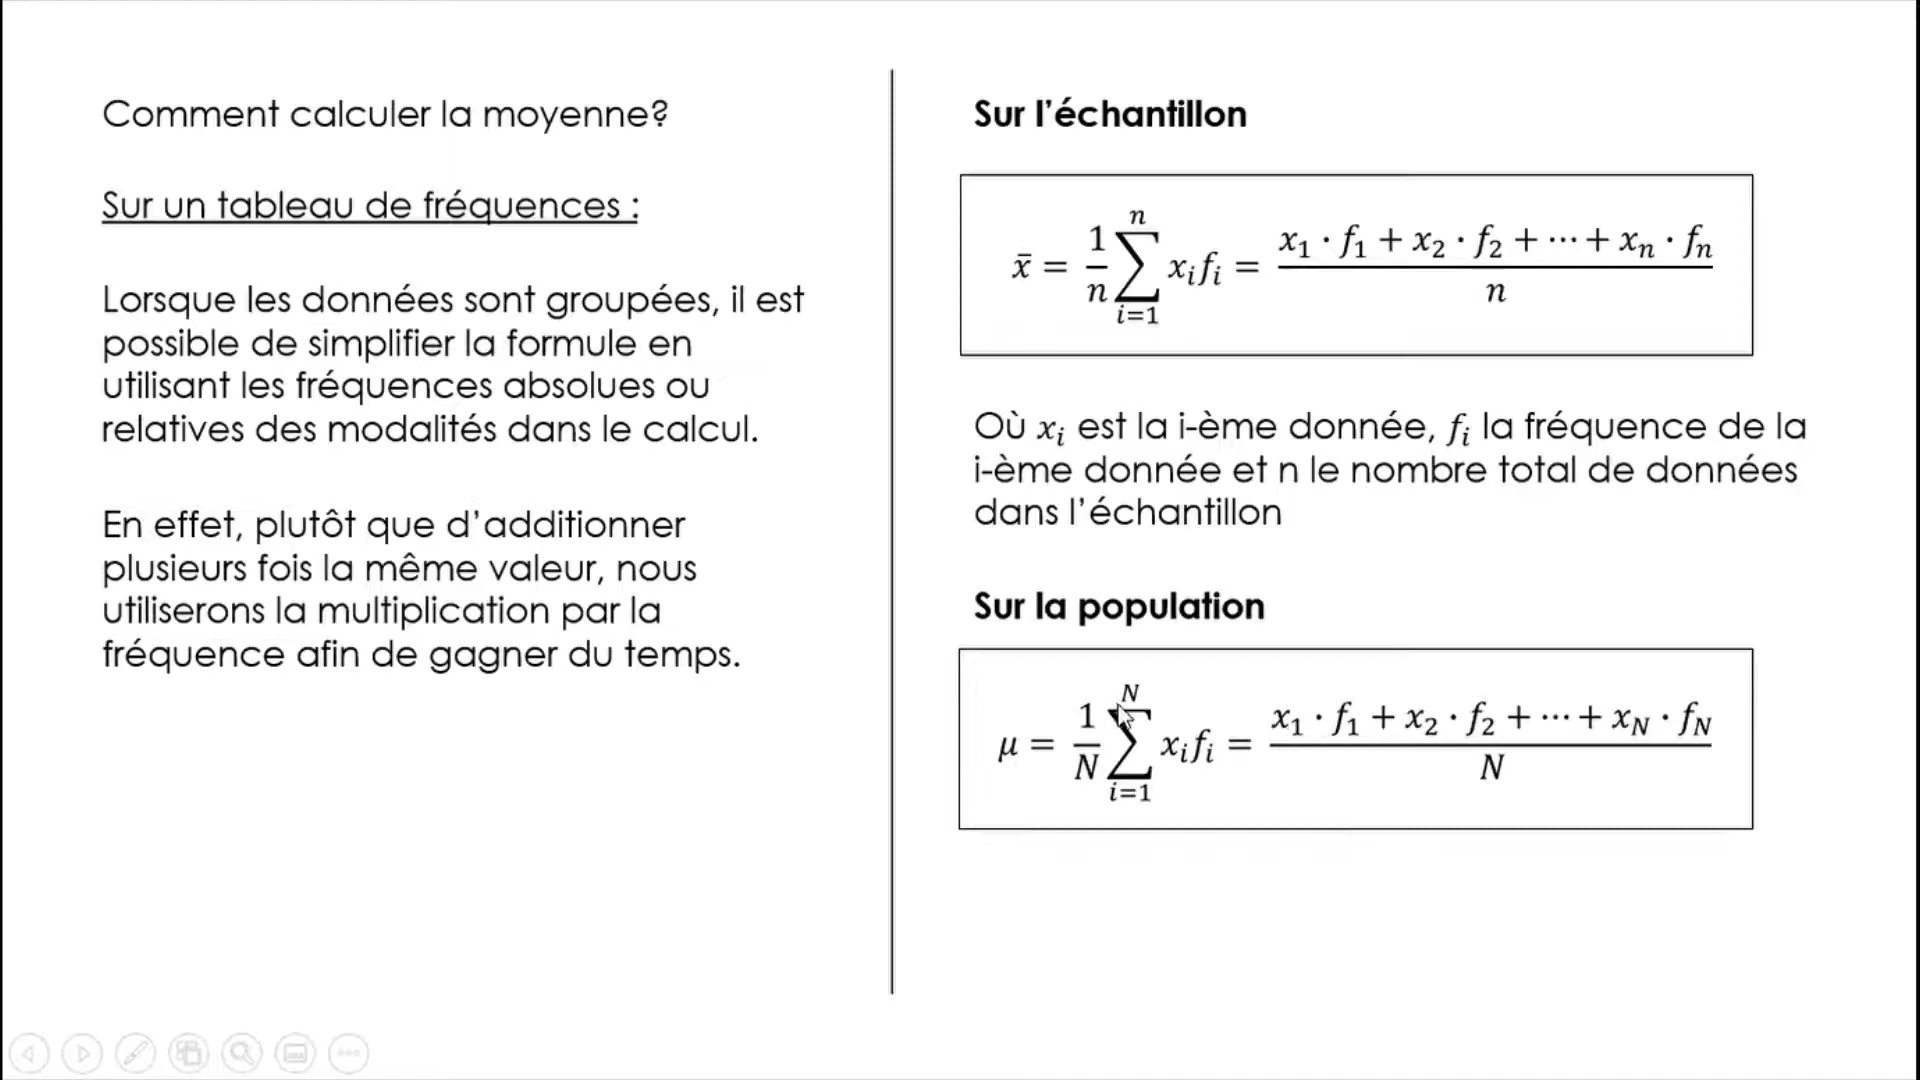 Comment calculer la moyenne?
Sur un tableau de fréquences :
Lorsque les données sont groupées, il est
possible de simplifier la formule en
utilisant les fréquences absolues ou
relatives des modalités dans le calcul.
En effet, plutôt que d’additionner
plusieurs fois la même valeur, nous
utiliserons la multiplication par la
fréquence afin de gagner du temps.
Sur l’échantillon
x̄ = 1/n ∑_{i=1}^{n} x_i f_i = (x_1 · f_1 + x_2 · f_2 + ⋯ + x_n · f_n)/n
Où x_i est la i-ème donnée, f_i la fréquence de la
i-ème donnée et n le nombre total de données
dans l’échantillon
Sur la population
μ = 1/N ∑_{i=1}^{N} x_i f_i = (x_1 · f_1 + x_2 · f_2 + ⋯ + x_N · f_N)/N